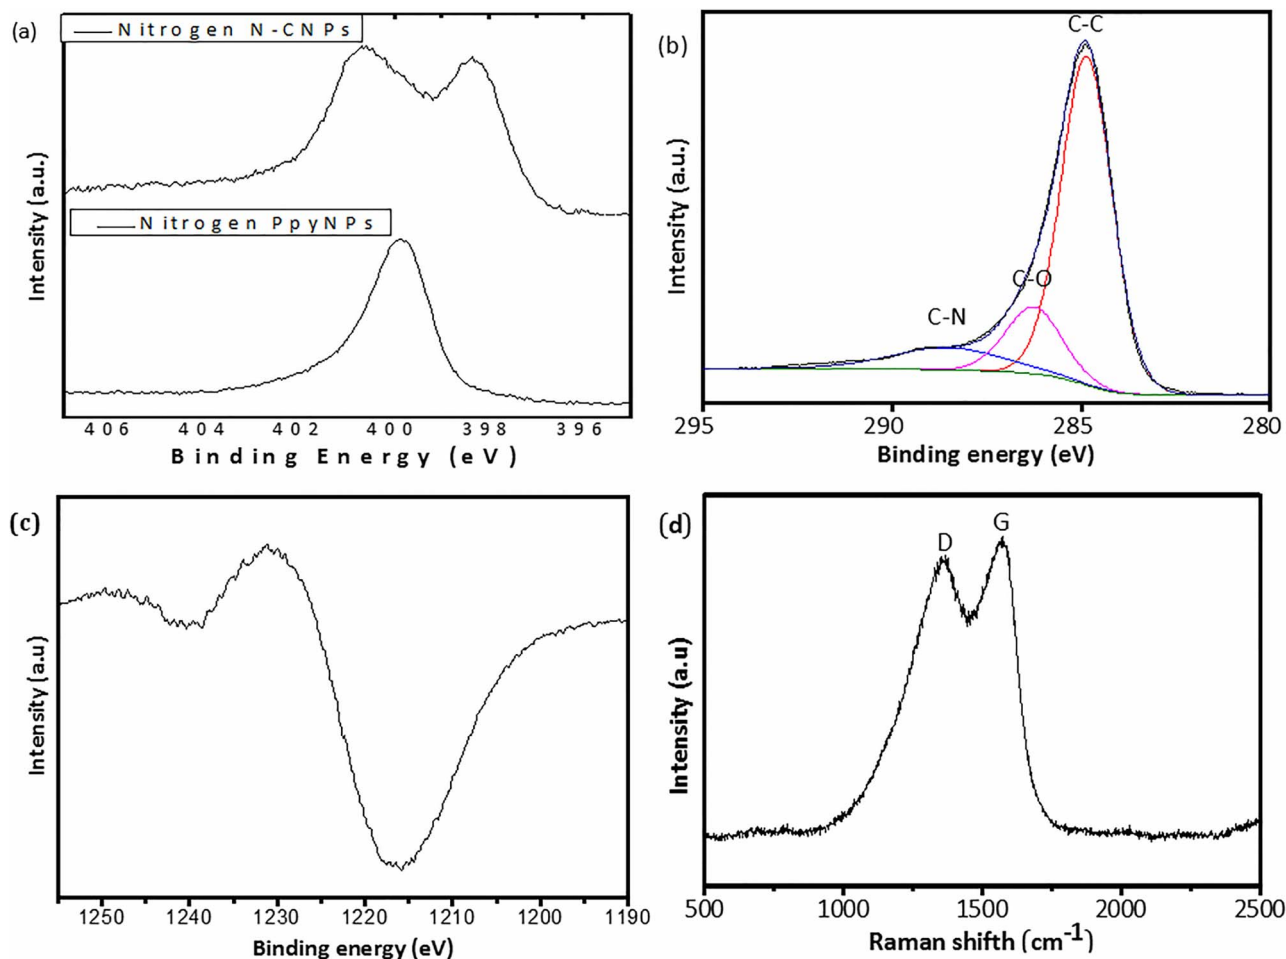 (a)
Nitrogen N-CNPs
Nitrogen PpyNPs
Intensity (a.u.)
406 404 402 400 398 396
Binding Energy (eV)
(b)
C-C
C-O
C-N
Intensity (a.u.)
295 290 285 280
Binding energy (eV)
(c)
Intensity (a.u)
1250 1240 1230 1220 1210 1200 1190
Binding energy (eV)
(d)
D
G
Intensity (a.u)
500 1000 1500 2000 2500
Raman shifth (cm-1)